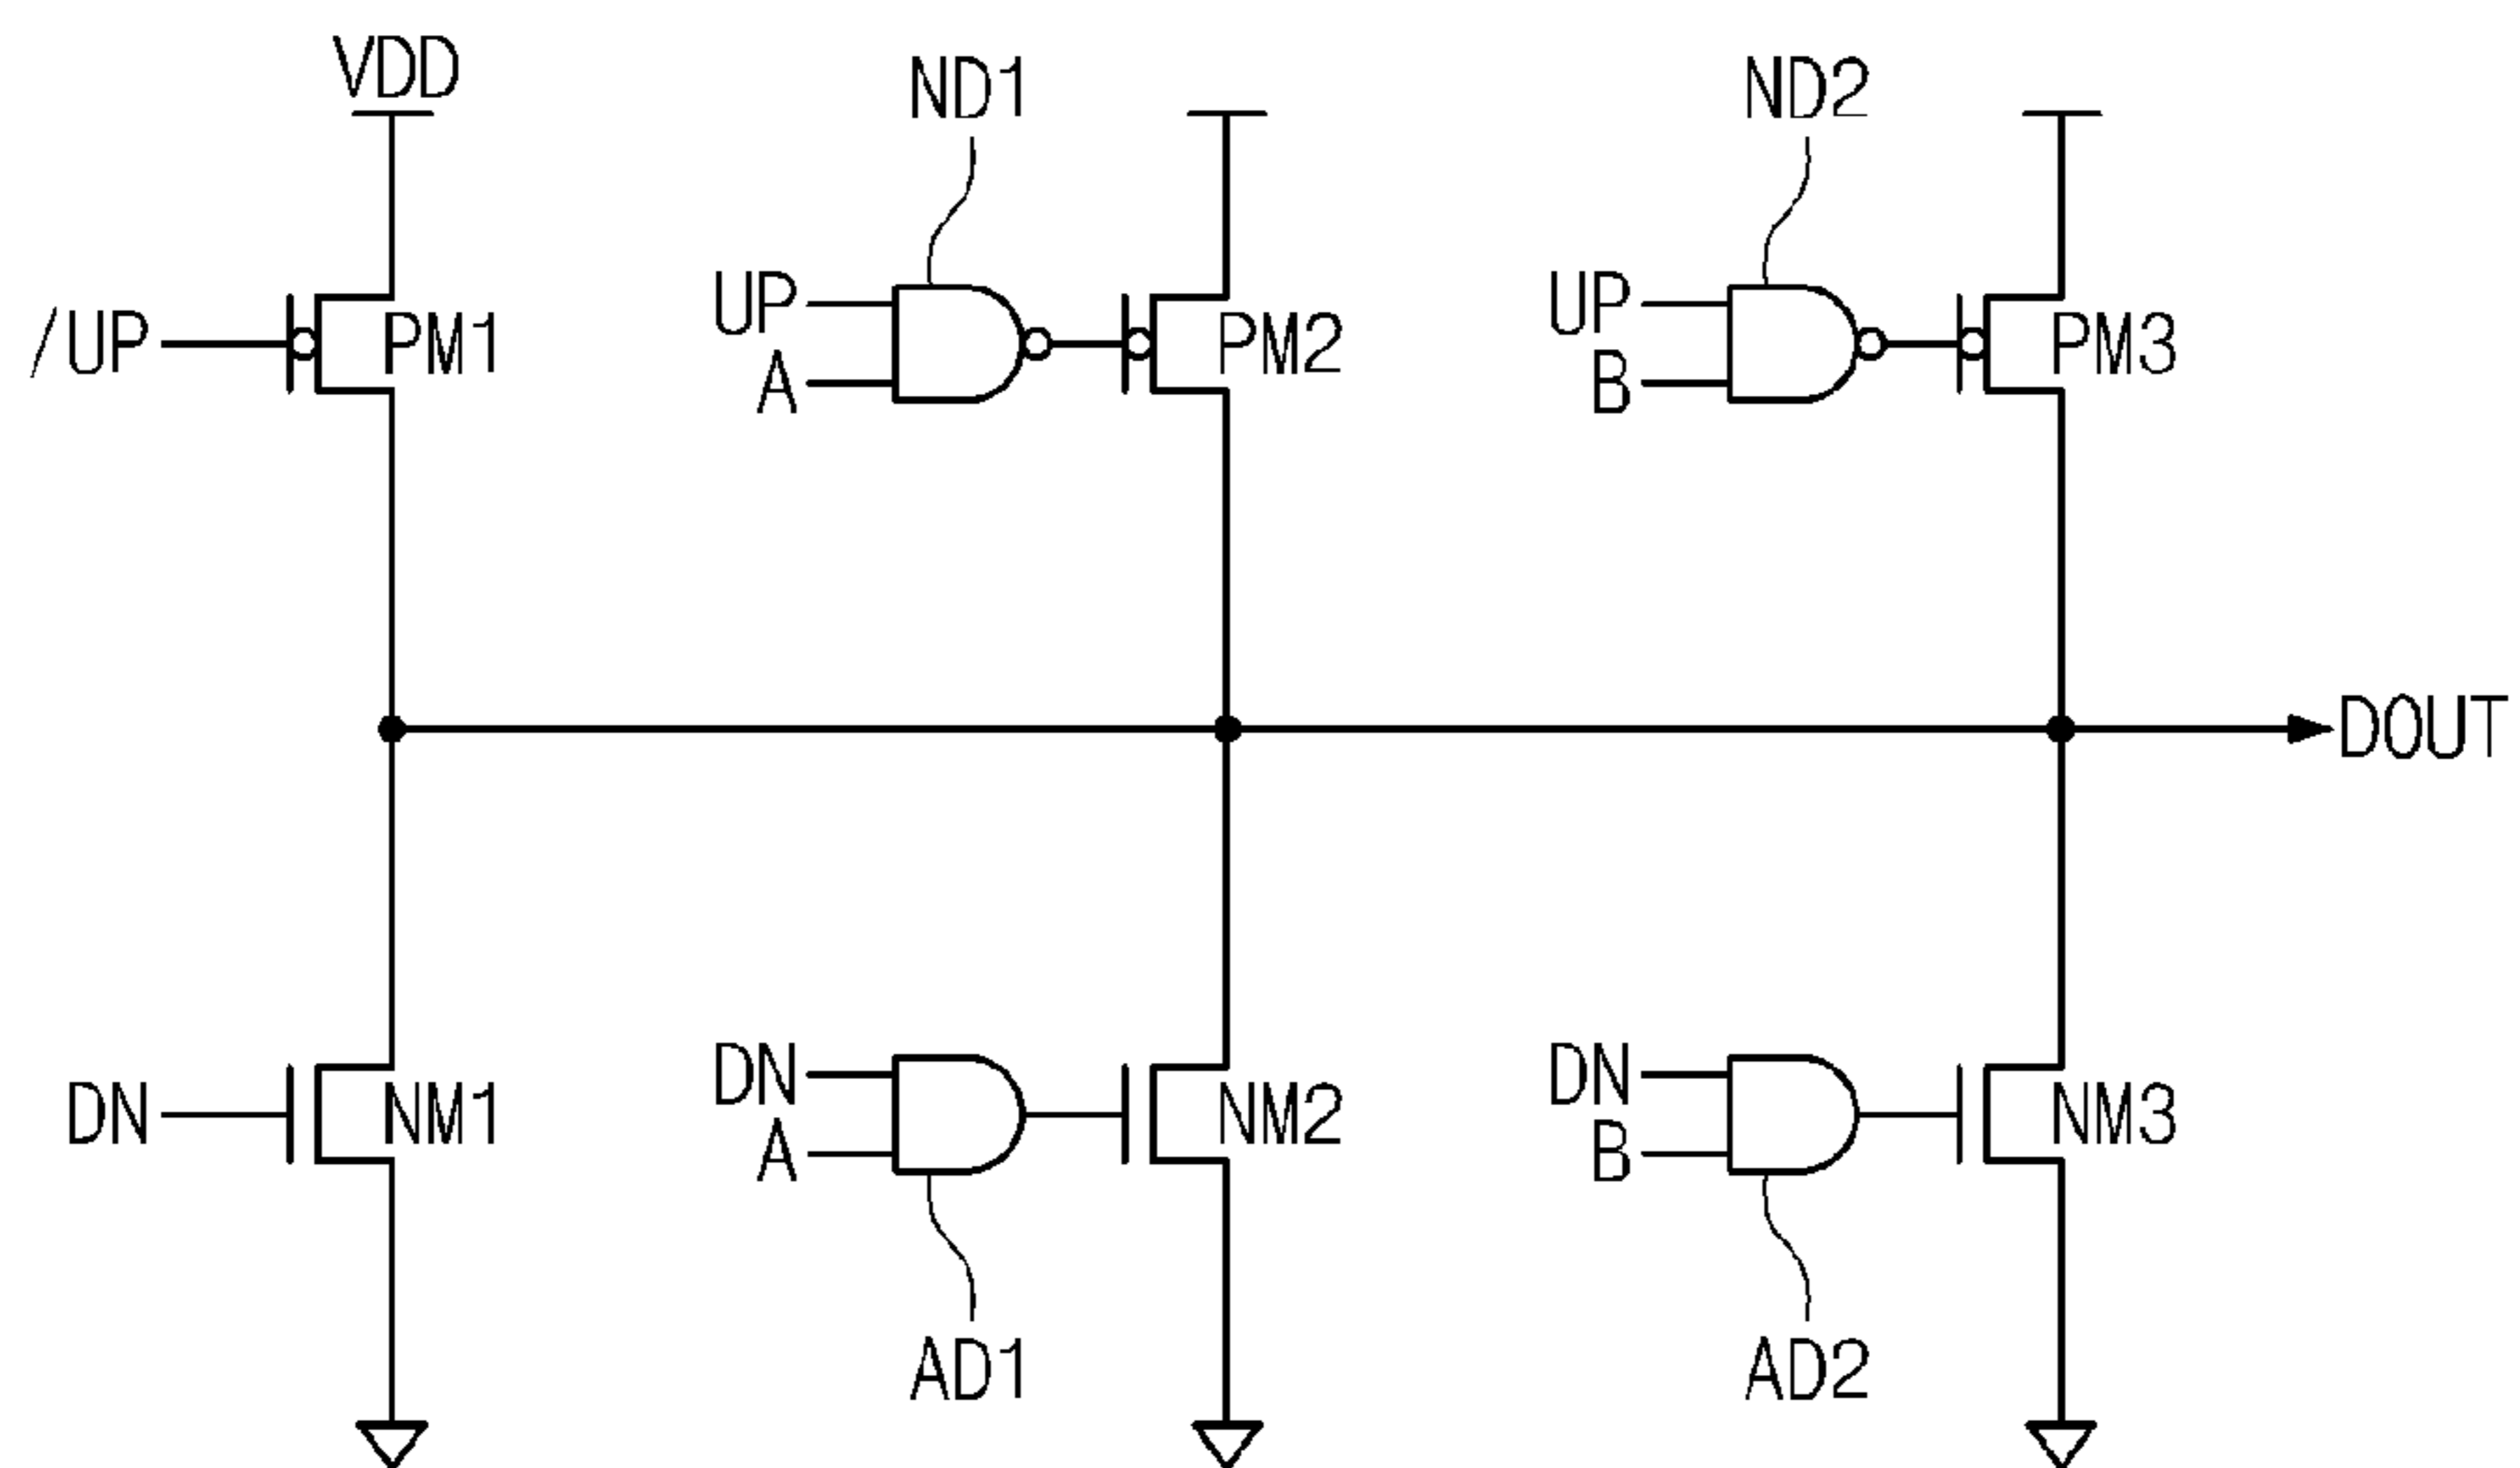 VDD
ND1
ND2
/UP
PM1
UP
A
PM2
UP
B
PM3
DOUT
DN
NM1
DN
A
NM2
DN
B
NM3
AD1
AD2